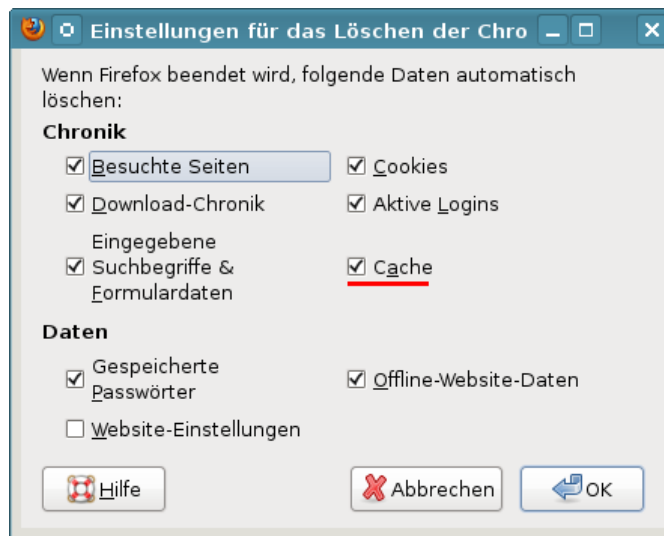 Einstellungen für das Löschen der Chro
Wenn Firefox beendet wird, folgende Daten automatisch
löschen:
Chronik
Besuchte Seiten
Cookies
Download-Chronik
Aktive Logins
Eingegebene
Suchbegriffe &
Formulardaten
Cache
Daten
Gespeicherte
Passwörter
Offline-Website-Daten
Website-Einstellungen
Hilfe
Abbrechen
OK